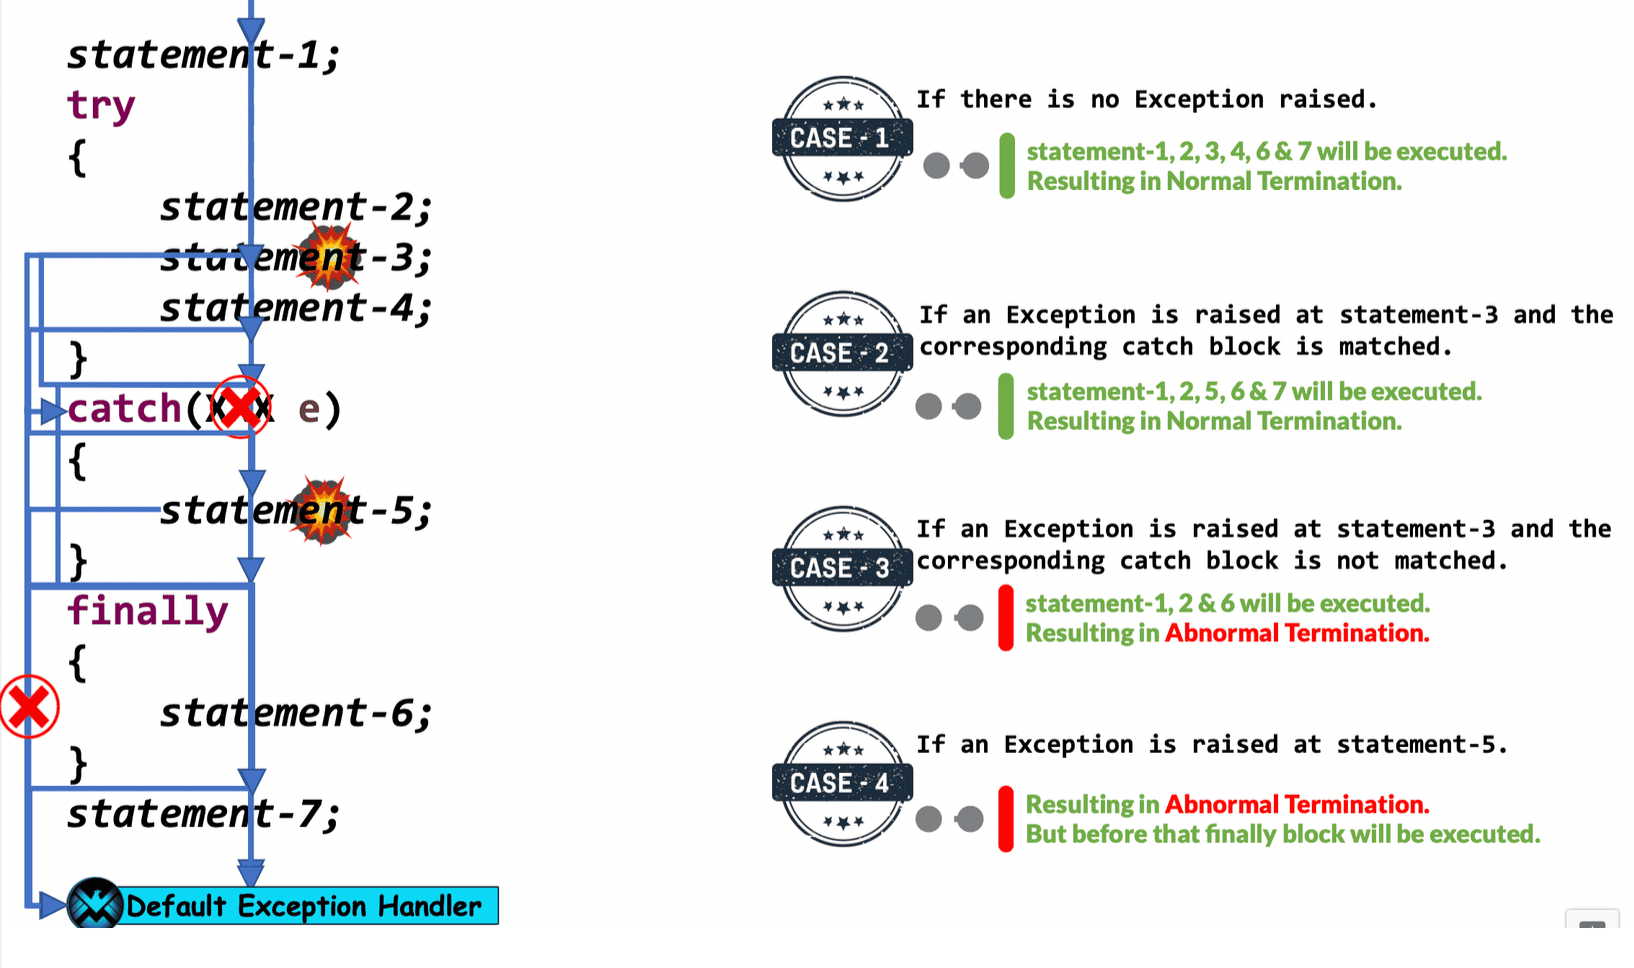 statement-1;
try
{
statement-2;
statement-3;
statement-4;
}
catch(XXX e)
{
statement-5;
}
finally
{
statement-6;
}
statement-7;
Default Exception Handler
CASE - 1
If there is no Exception raised.
statement-1, 2, 3, 4, 6 & 7 will be executed.
Resulting in Normal Termination.
CASE - 2
If an Exception is raised at statement-3 and the
corresponding catch block is matched.
statement-1, 2, 5, 6 & 7 will be executed.
Resulting in Normal Termination.
CASE - 3
If an Exception is raised at statement-3 and the
corresponding catch block is not matched.
statement-1, 2 & 6 will be executed.
Resulting in Abnormal Termination.
CASE - 4
If an Exception is raised at statement-5.
Resulting in Abnormal Termination.
But before that finally block will be executed.